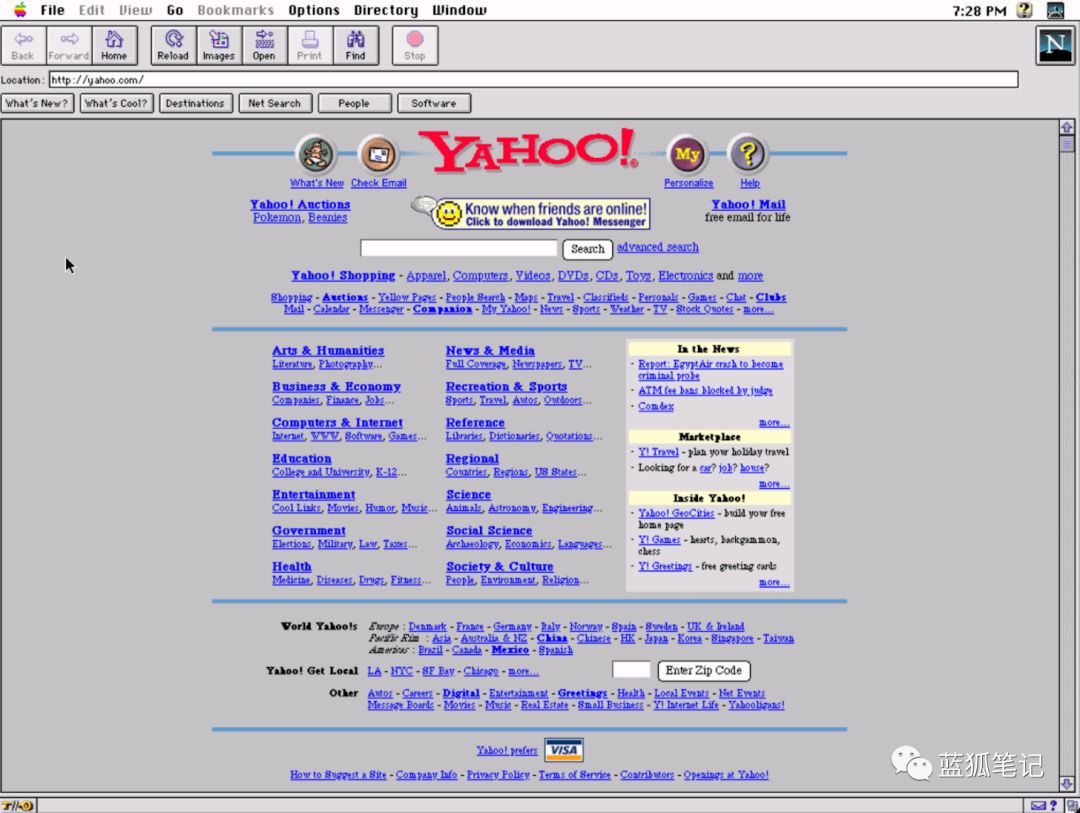 File Edit View Go Bookmarks Options Directory Window 7:28 PM
Back Forward Home Reload Images Open Print Find Stop N
Location: http://yahoo.com/
What's New? What's Cool? Destinations Net Search People Software
YAHOO!
My ?
What's New Check Email Personalize Help
Yahoo! Auctions
Pokemon, Beanies
Know when friends are online!
Click to download Yahoo! Messenger
Yahoo! Mail
free email for life
Search advanced search
Yahoo! Shopping - Apparel, Computers, Videos, DVDs, CDs, Toys, Electronics and more
Shopping - Auctions - Yellow Pages - People Search - Maps - Travel - Classifieds - Personals - Games - Chat - Clubs
Mail - Calendar - Messenger - Companion - My Yahoo! - News - Sports - Weather - TV - Stock Quotes - more...
Arts & Humanities
Literature, Photography...
Business & Economy
Companies, Finance, Jobs...
Computers & Internet
Internet, WWW, Software, Games...
Education
College and University, K-12...
Entertainment
Cool Links, Movies, Humor, Music...
Government
Elections, Military, Law, Taxes...
Health
Medicine, Diseases, Drugs, Fitness...
News & Media
Full Coverage, Newspapers, TV...
Recreation & Sports
Sports, Travel, Autos, Outdoors...
Reference
Libraries, Dictionaries, Quotations...
Regional
Countries, Regions, US States...
Science
Animals, Astronomy, Engineering...
Social Science
Archaeology, Economics, Languages...
Society & Culture
People, Environment, Religion...
In the News
- Report: EgyptAir crash to become
criminal probe
- ATM fee bans blocked by judge
- Comdex
more...
Marketplace
- Y! Travel - plan your holiday travel
- Looking for a car? job? house?
more...
Inside Yahoo!
- Yahoo! GeoCities - build your free
home page
- Y! Games - hearts, backgammon,
chess
- Y! Greetings - free greeting cards
more...
World Yahoo!s Europe : Denmark - France - Germany - Italy - Norway - Spain - Sweden - UK & Ireland
Pacific Rim : Asia - Australia & NZ - China - Chinese - HK - Japan - Korea - Singapore - Taiwan
Americas : Brazil - Canada - Mexico - Spanish
Yahoo! Get Local LA - NYC - SF Bay - Chicago - more... Enter Zip Code
Other Autos - Careers - Digital - Entertainment - Greetings - Health - Local Events - Net Events
Message Boards - Movies - Music - Real Estate - Small Business - Y! Internet Life - Yahooligans!
Yahoo! prefers VISA
How to Suggest a Site - Company Info - Privacy Policy - Terms of Service - Contributors - Openings at Yahoo!
蓝狐笔记